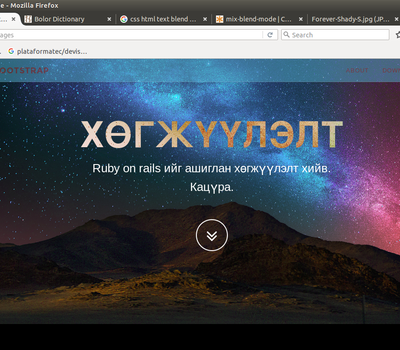 e - Mozilla Firefox
Bolor Dictionary
css html text blend ...
mix-blend-mode | C...
Forever-Shady-S.jpg (JP...
ages
Search
plataformatec/devis...
OOTSTRAP
ABOUT
ХӨГЖҮҮЛЭЛТ
Ruby on rails ийг ашиглан хөгжүүлэлт хийв.
Кацура.